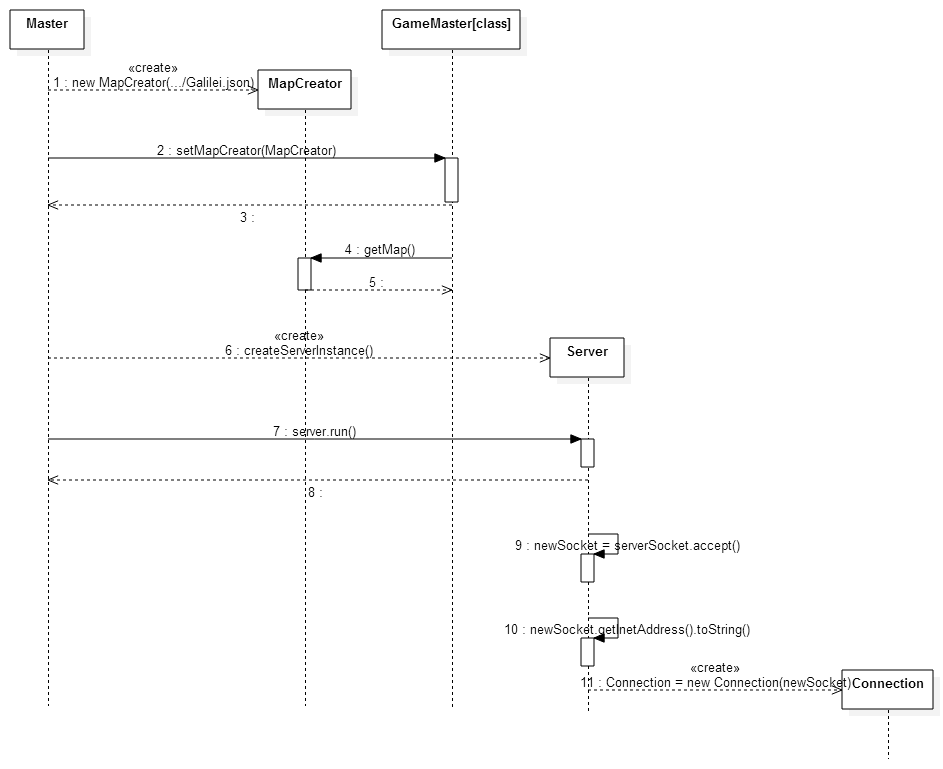 Master
GameMaster[class]
«create»
1 : new MapCreator(.../Galilei.json)
MapCreator
2 : setMapCreator(MapCreator)
3 :
4 : getMap()
5 :
«create»
6 : createServerInstance()
Server
7 : server.run()
8 :
9 : newSocket = serverSocket.accept()
10 : newSocket.getInetAddress().toString()
«create»
11 : Connection = new Connection(newSocket)
Connection